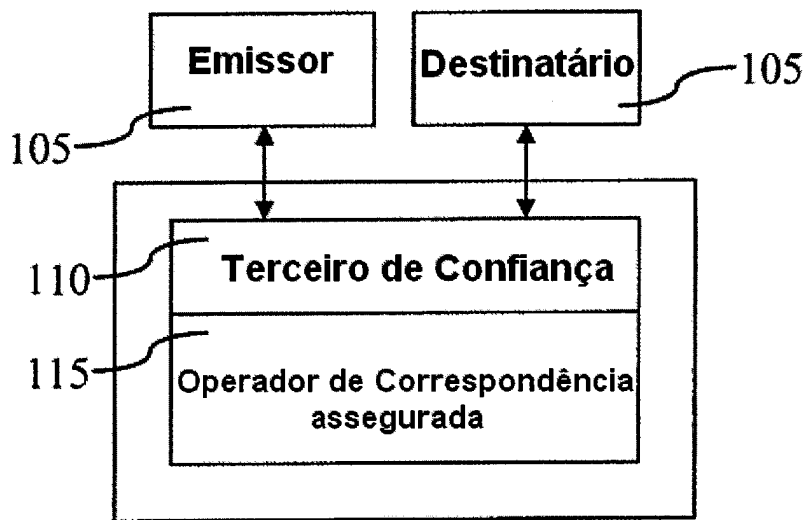 Emissor
105
Destinatário
105
110
Terceiro de Confiança
115
Operador de Correspondência
assegurada